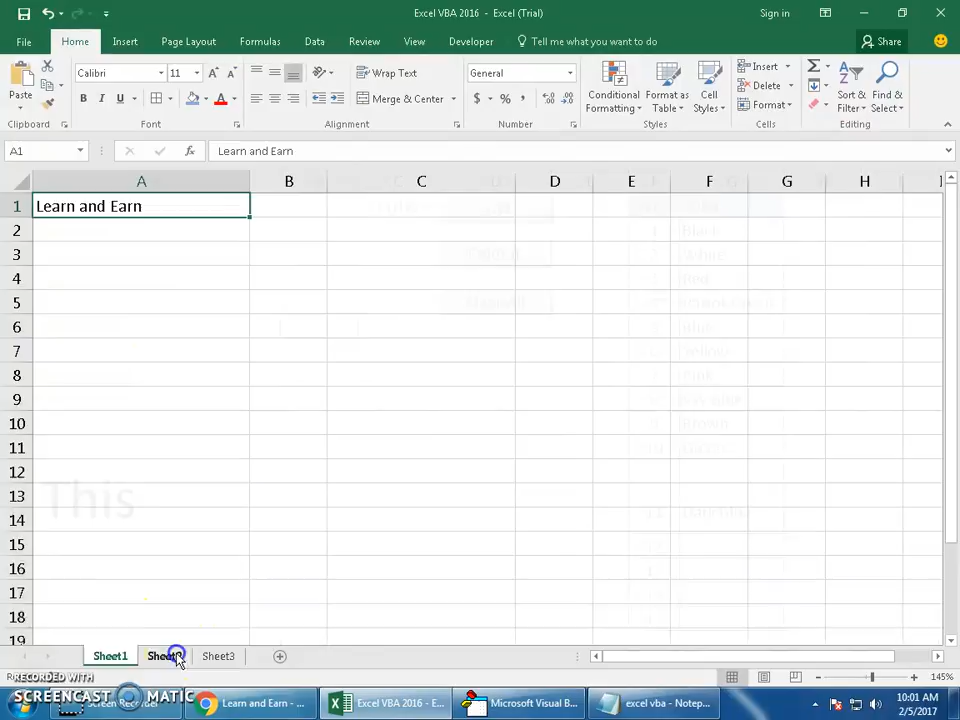 Excel VBA 2016 - Excel (Trial)
Sign in
File Home Insert Page Layout Formulas Data Review View Developer Tell me what you want to do Share
Paste
Calibri 11
Wrap Text
General
Merge & Center
B I U A
$ % ,
Conditional Formatting
Format as Table
Cell Styles
Insert
Delete
Format
Sort & Filter
Find & Select
Clipboard Font Alignment Number Styles Cells Editing
A1 fx Learn and Earn
A B C D E F G H I
1 Learn and Earn
2
3
4
5
6
7
8
9
10
11
12
13
This
14
15
16
17
18
19
Sheet1 Sheet3
145%
RECORDED WITH
SCREENCAST MATIC
Learn and Earn - ...
Excel VBA 2016 - E...
Microsoft Visual B...
excel vba - Notep...
10:01 AM
2/5/2017